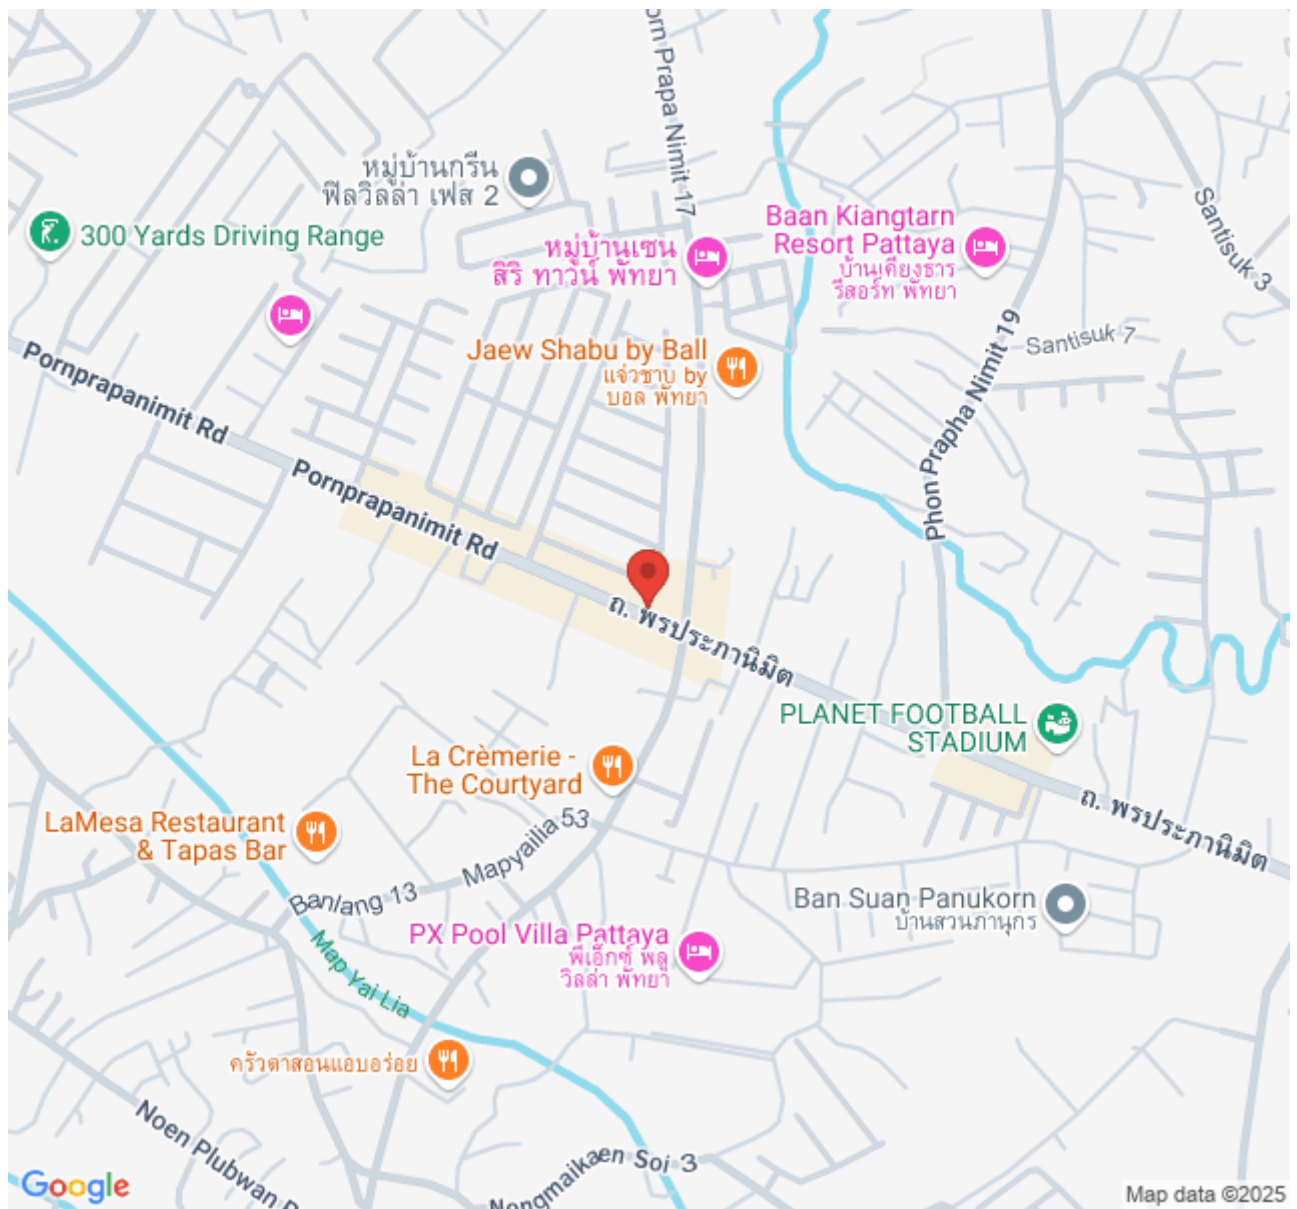 orn Prapa Nimit 17
หมู่บ้านกรีน
ฟิลวิลล่า เฟส 2
300 Yards Driving Range
หมู่บ้านเซน
สิริ ทาวน์ พัทยา
Baan Kiangtarn
Resort Pattaya
บ้านเคียงธาร
รีสอร์ท พัทยา
Santisuk 3
Santisuk 7
Jaew Shabu by Ball
แจ่วชาบู by
บอล พัทยา
Phon Prapha Nimit 19
Pornprapanimit Rd
Pornprapanimit Rd
ถ. พรประภานิมิต
PLANET FOOTBALL
STADIUM
La Crèmerie -
The Courtyard
ถ. พรประภานิมิต
LaMesa Restaurant
& Tapas Bar
Mapyailia 53
Banlang 13
Ban Suan Panukorn
บ้านสวนภานุกร
PX Pool Villa Pattaya
พีเอ็กซ์ พลู
วิลล่า พัทยา
Map Yai Lia
ครัวตาสอนแอบอร่อย
Noen Plubwan
Nongmaikaen Soi 3
Google
Map data ©2025